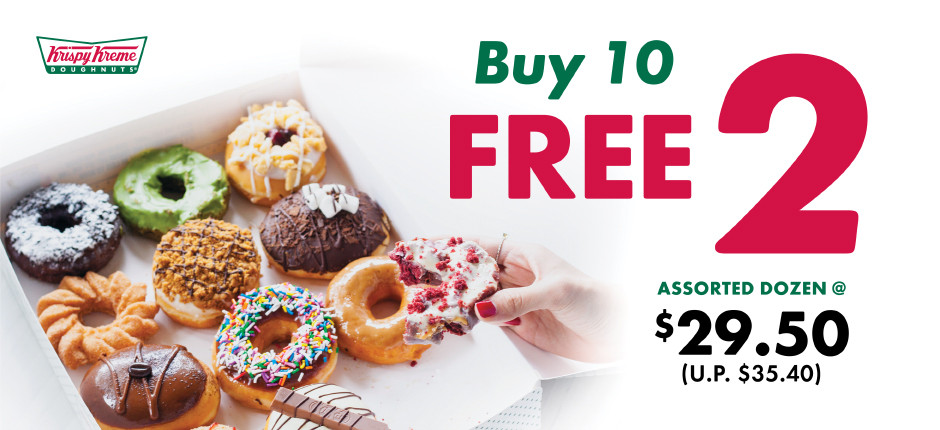 Krispy Kreme
DOUGHNUTS®
Buy 10
FREE 2
ASSORTED DOZEN @
$29.50
(U.P. $35.40)